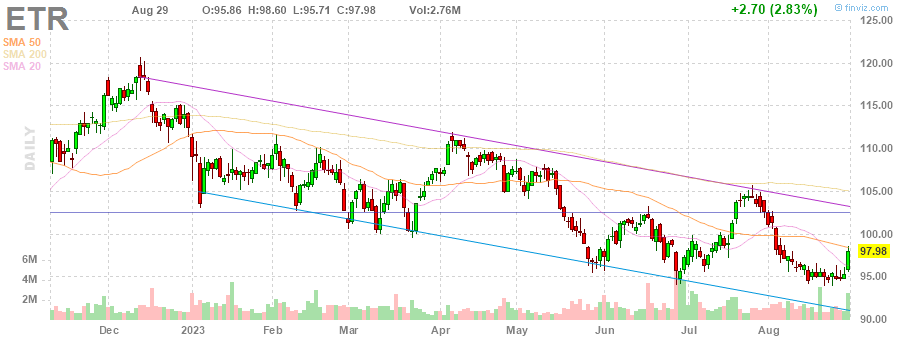 ETR
Aug 29 O:95.86 H:98.60 L:95.71 C:97.98 Vol:2.76M +2.70 (2.83%)
© finviz.com
SMA 50
SMA 200
SMA 20
DAILY
125.00
120.00
115.00
110.00
105.00
100.00
97.98
95.00
90.00
6M
4M
2M
Dec 2023 Feb Mar Apr May Jun Jul Aug